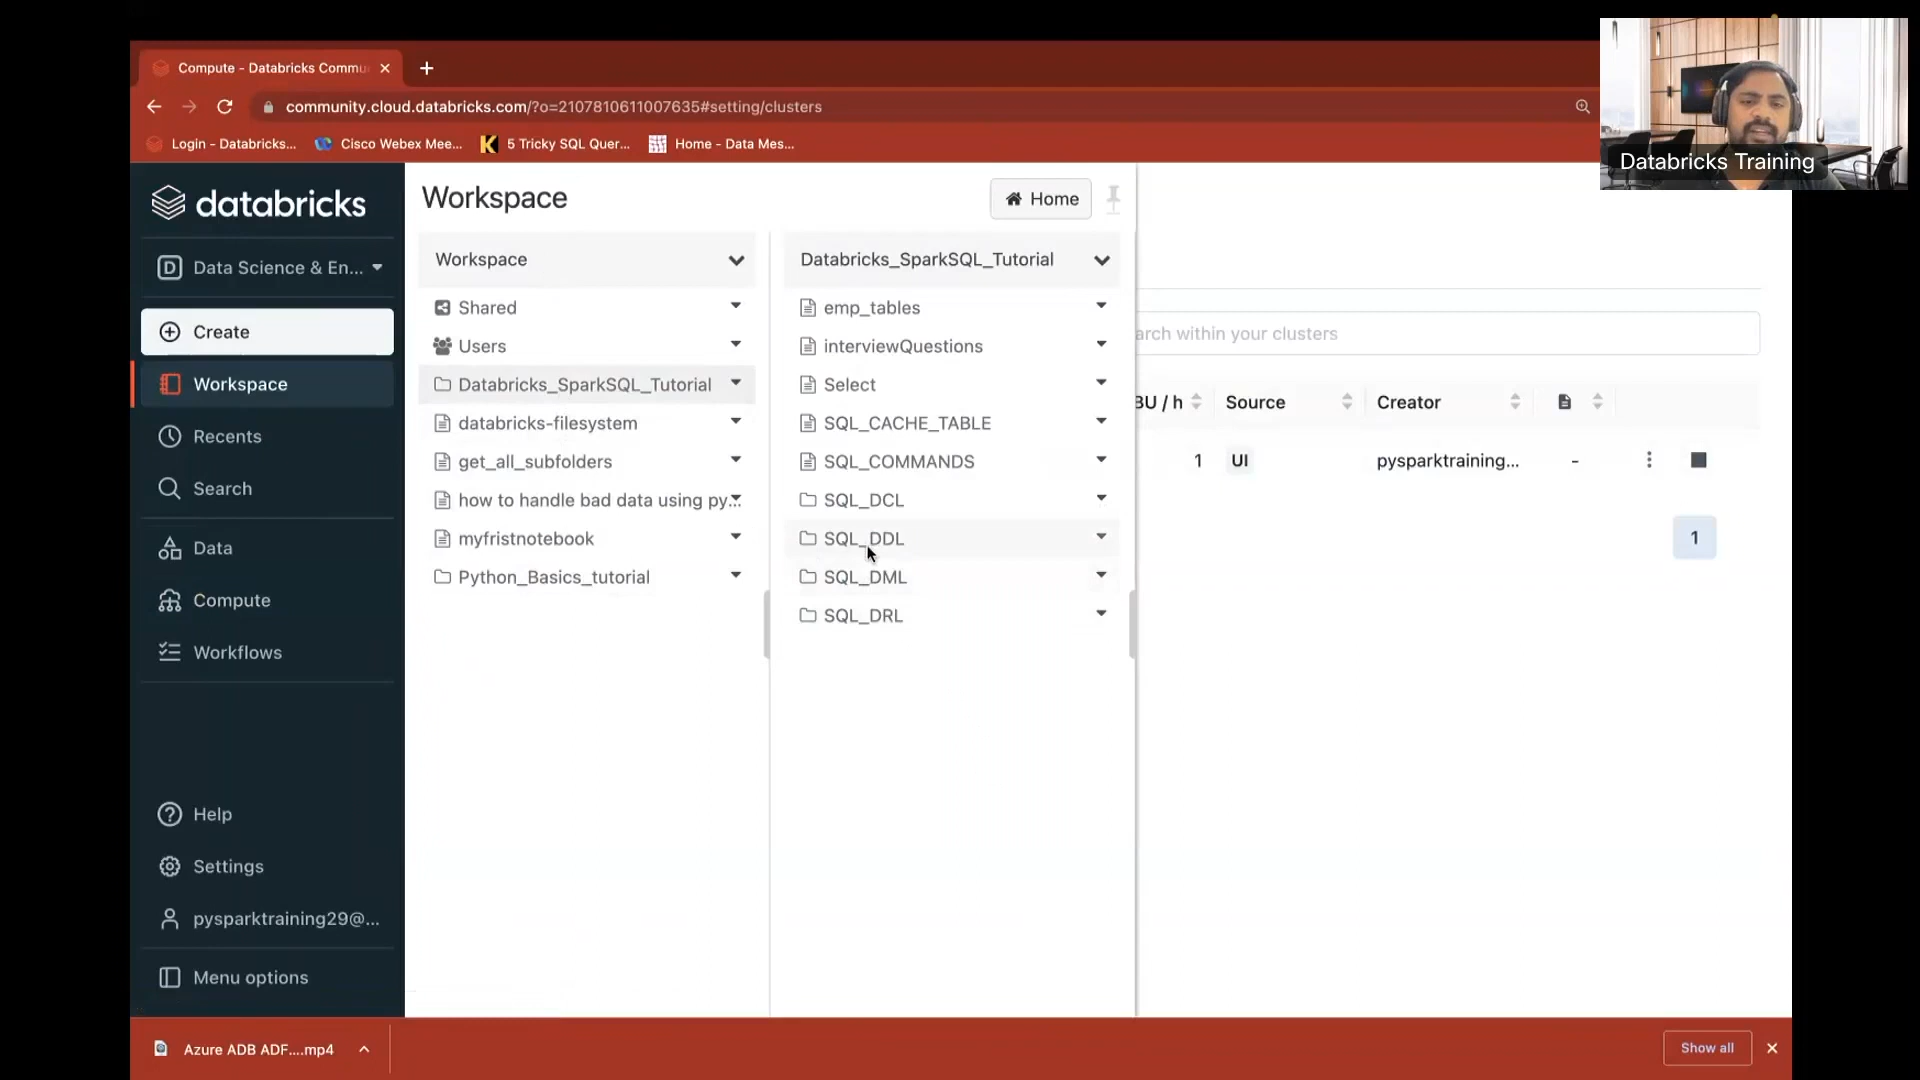 Compute - Databricks Commu
community.cloud.databricks.com/?o=2107810611007635#setting/clusters
Login - Databricks...
Cisco Webex Mee...
5 Tricky SQL Quer...
Home - Data Mes...
Databricks Training
databricks
Data Science & En...
Create
Workspace
Recents
Search
Data
Compute
Workflows
Help
Settings
pysparktraining29@...
Menu options
Workspace
Home
Workspace
Shared
Users
Databricks_SparkSQL_Tutorial
databricks-filesystem
get_all_subfolders
how to handle bad data using py...
myfristnotebook
Python_Basics_tutorial
Databricks_SparkSQL_Tutorial
emp_tables
interviewQuestions
Select
SQL_CACHE_TABLE
SQL_COMMANDS
SQL_DCL
SQL_DDL
SQL_DML
SQL_DRL
arch within your clusters
BU / h Source Creator
1 UI pysparktraining... -
1
Azure ADB ADF....mp4
Show all